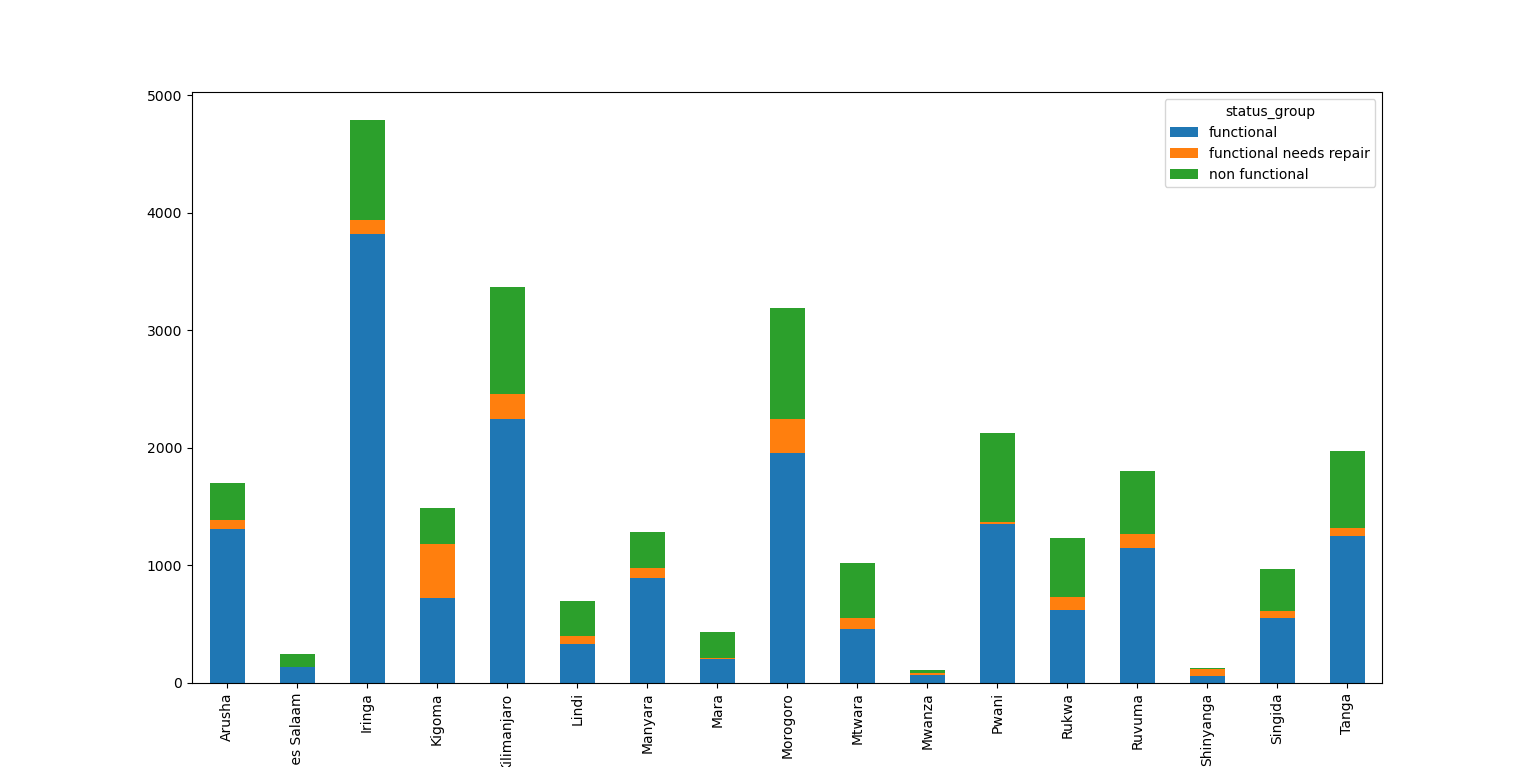 5000
4000
3000
2000
1000
0
status_group
functional
functional needs repair
non functional
Arusha
es Salaam
Iringa
Kigoma
Kilimanjaro
Lindi
Manyara
Mara
Morogoro
Mtwara
Mwanza
Pwani
Rukwa
Ruvuma
Shinyanga
Singida
Tanga